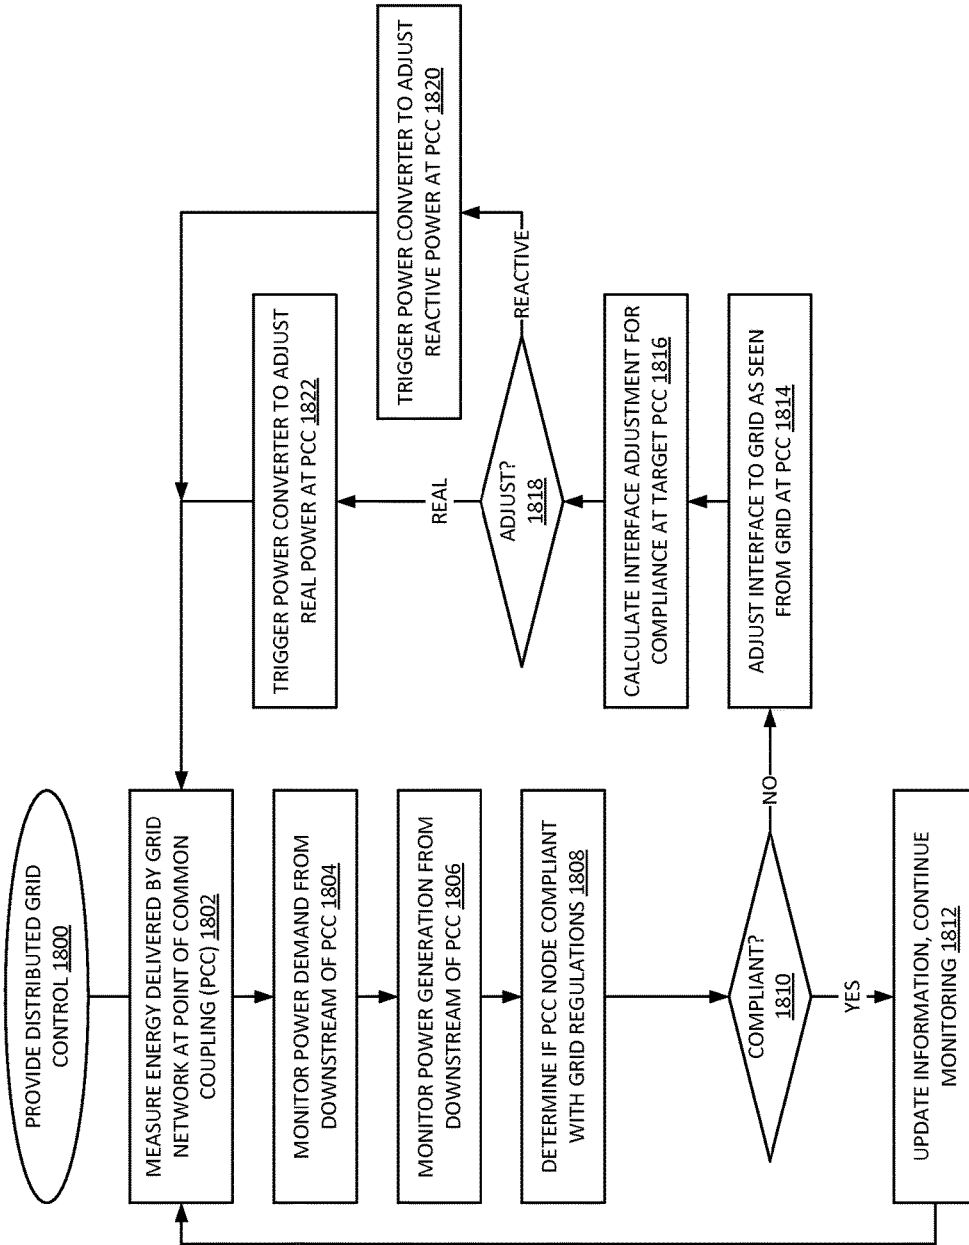 PROVIDE DISTRIBUTED GRID
CONTROL 1800
MEASURE ENERGY DELIVERED BY GRID
NETWORK AT POINT OF COMMON
COUPLING (PCC) 1802
MONITOR POWER DEMAND FROM
DOWNSTREAM OF PCC 1804
MONITOR POWER GENERATION FROM
DOWNSTREAM OF PCC 1806
DETERMINE IF PCC NODE COMPLIANT
WITH GRID REGULATIONS 1808
COMPLIANT?
1810
YES
UPDATE INFORMATION, CONTINUE
MONITORING 1812
NO
ADJUST INTERFACE TO GRID AS SEEN
FROM GRID AT PCC 1814
CALCULATE INTERFACE ADJUSTMENT FOR
COMPLIANCE AT TARGET PCC 1816
ADJUST?
1818
REAL
TRIGGER POWER CONVERTER TO ADJUST
REAL POWER AT PCC 1822
REACTIVE
TRIGGER POWER CONVERTER TO ADJUST
REACTIVE POWER AT PCC 1820